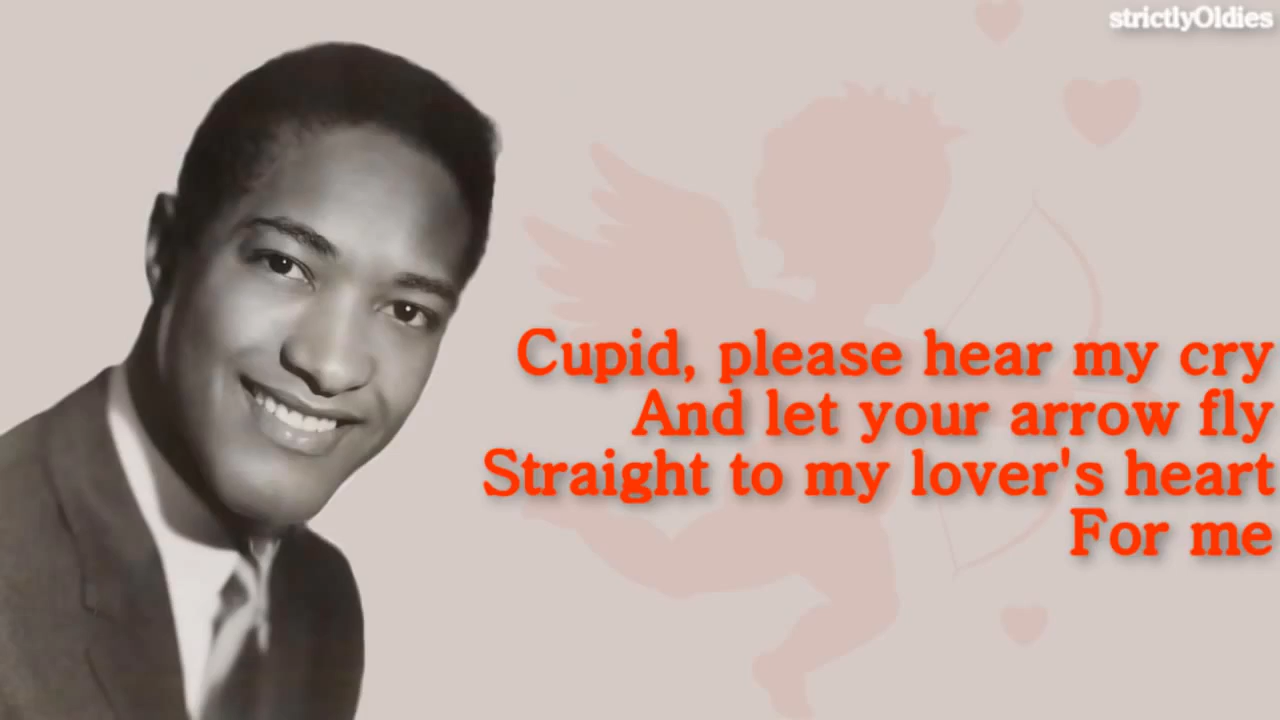 strictlyOldies
Cupid, please hear my cry
And let your arrow fly
Straight to my lover's heart
For me